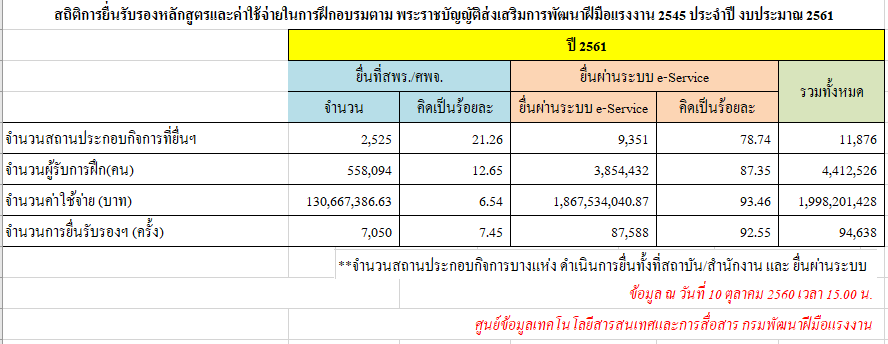 สถิติการยื่นรับรองหลักสูตรและค่าใช้จ่ายในการฝึกอบรมตาม พระราชบัญญัติส่งเสริมการพัฒนาฝีมือแรงงาน 2545 ประจำปี งบประมาณ 2561
ปี 2561
ยื่นที่สพร./ศพจ. ยื่นผ่านระบบ e-Service รวมทั้งหมด
จำนวน คิดเป็นร้อยละ ยื่นผ่านระบบ e-Service คิดเป็นร้อยละ
จำนวนสถานประกอบกิจการที่ยื่นฯ 2,525 21.26 9,351 78.74 11,876
จำนวนผู้รับการฝึก(คน) 558,094 12.65 3,854,432 87.35 4,412,526
จำนวนค่าใช้จ่าย (บาท) 130,667,386.63 6.54 1,867,534,040.87 93.46 1,998,201,428
จำนวนการยื่นรับรองฯ (ครั้ง) 7,050 7.45 87,588 92.55 94,638
**จำนวนสถานประกอบกิจการบางแห่ง ดำเนินการยื่นทั้งที่สถาบัน/สำนักงาน และ ยื่นผ่านระบบ
ข้อมูล ณ วันที่ 10 ตุลาคม 2560 เวลา 15.00 น.
ศูนย์ข้อมูลเทคโนโลยีสารสนเทศและการสื่อสาร กรมพัฒนาฝีมือแรงงาน